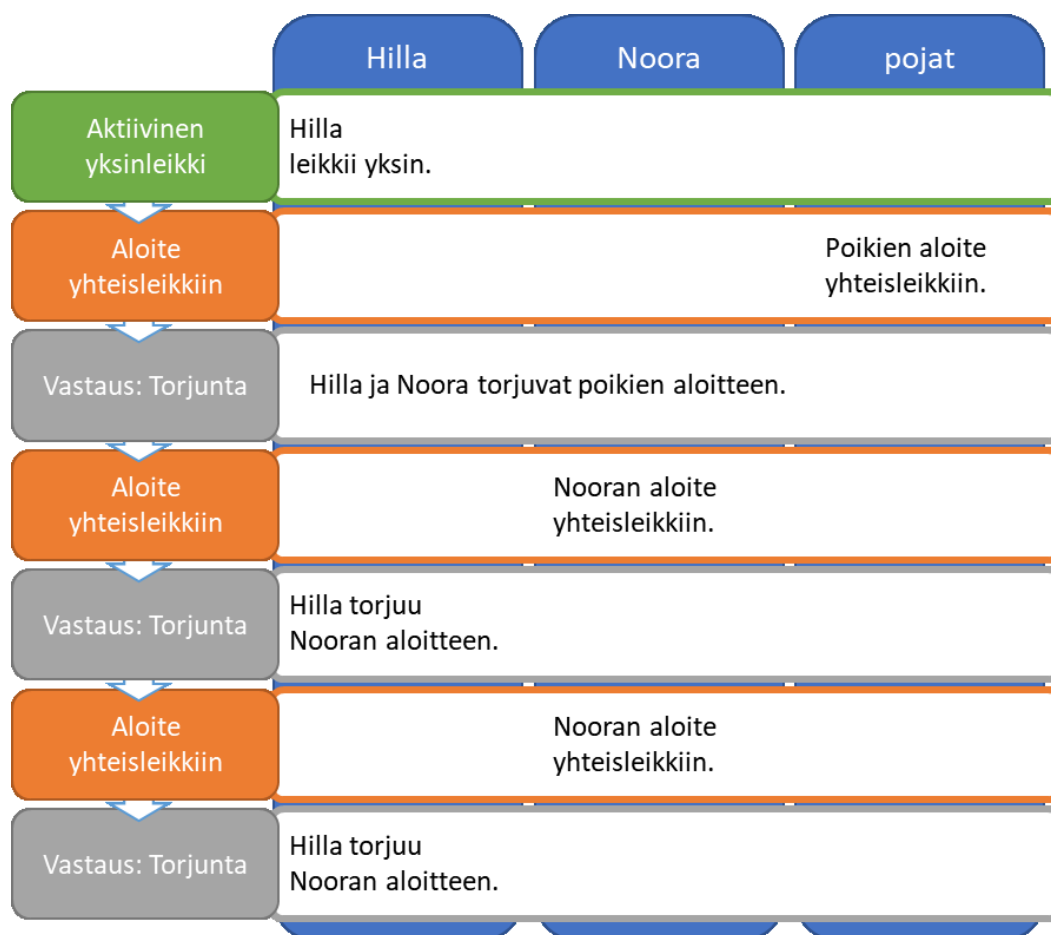 Hilla
Noora
pojat
Aktiivinen
yksinleikki
Hilla
leikkii yksin.
Aloite
yhteisleikkiin
Poikien aloite
yhteisleikkiin.
Vastaus: Torjunta
Hilla ja Noora torjuvat poikien aloitteen.
Aloite
yhteisleikkiin
Nooran aloite
yhteisleikkiin.
Vastaus: Torjunta
Hilla torjuu
Nooran aloitteen.
Aloite
yhteisleikkiin
Nooran aloite
yhteisleikkiin.
Vastaus: Torjunta
Hilla torjuu
Nooran aloitteen.